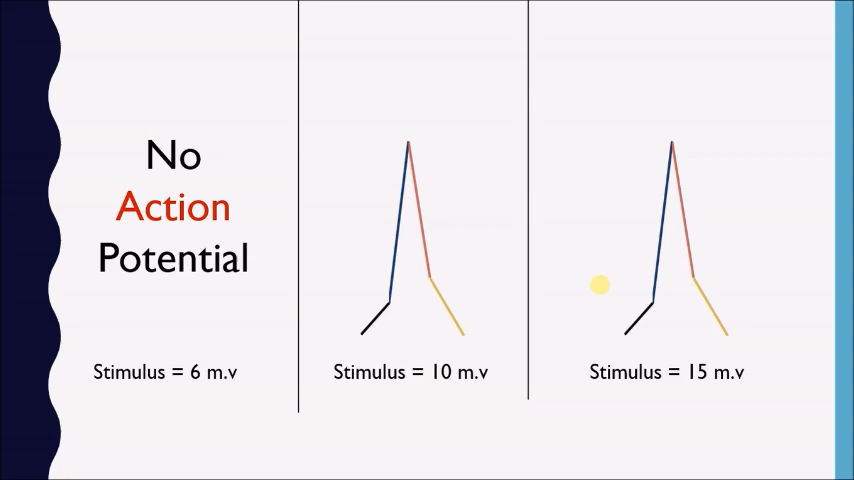 No
Action
Potential
Stimulus = 6 m.v
Stimulus = 10 m.v
Stimulus = 15 m.v